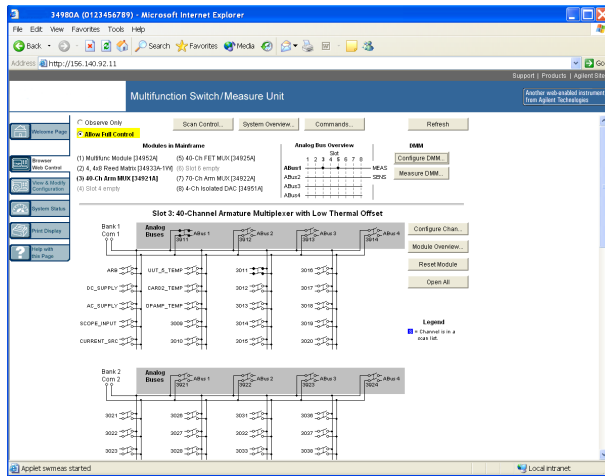 34980A (0123456789) - Microsoft Internet Explorer
File Edit View Favorites Tools Help
Back Search Favorites Media
Address http://156.140.92.11 Go
Support | Products | Agilent Site
Multifunction Switch/Measure Unit
Another web-enabled instrument
from Agilent Technologies
Welcome Page
Browser
Web Control
View & Modify
Configuration
System Status
Print Display
Help with
this Page
Observe Only
Allow Full Control
Scan Control... System Overview... Commands... Refresh
Modules in Mainframe
(1) Multifunc Module [34952A] (5) 40-Ch FET MUX [34925A]
(2) 4, 4x8 Reed Matrix [34933A-1W] (6) Slot 6 empty
(3) 40-Ch Arm MUX [34921A] (7) 70-Ch Arm MUX [34922A]
(4) Slot 4 empty (8) 4-Ch Isolated DAC [34951A]
Analog Bus Overview
Slot
1 2 3 4 5 6 7 8
ABus1 MEAS
ABus2 SENS
ABus3
ABus4
DMM
Configure DMM...
Measure DMM...
Slot 3: 40-Channel Armature Multiplexer with Low Thermal Offset
Bank 1
Com 1
Analog
Buses
ABus 1 ABus 2 ABus 3 ABus 4
3911 3912 3913 3914
ARB UUT_5_TEMP 3011 3016
DC_SUPPLY CARD2_TEMP 3012 3017
AC_SUPPLY OPAMP_TEMP 3013 3018
SCOPE_INPUT 3009 3014 3019
CURRENT_SRC 3010 3015 3020
Configure Chan...
Module Overview...
Reset Module
Open All
Legend
S = Channel is in a
scan list.
Bank 2
Com 2
Analog
Buses
ABus 1 ABus 2 ABus 3 ABus 4
3921 3922 3923 3924
3021 3026 3031 3036
3022 3027 3032 3037
3023 3028 3033 3038
Applet swmeas started
Local intranet